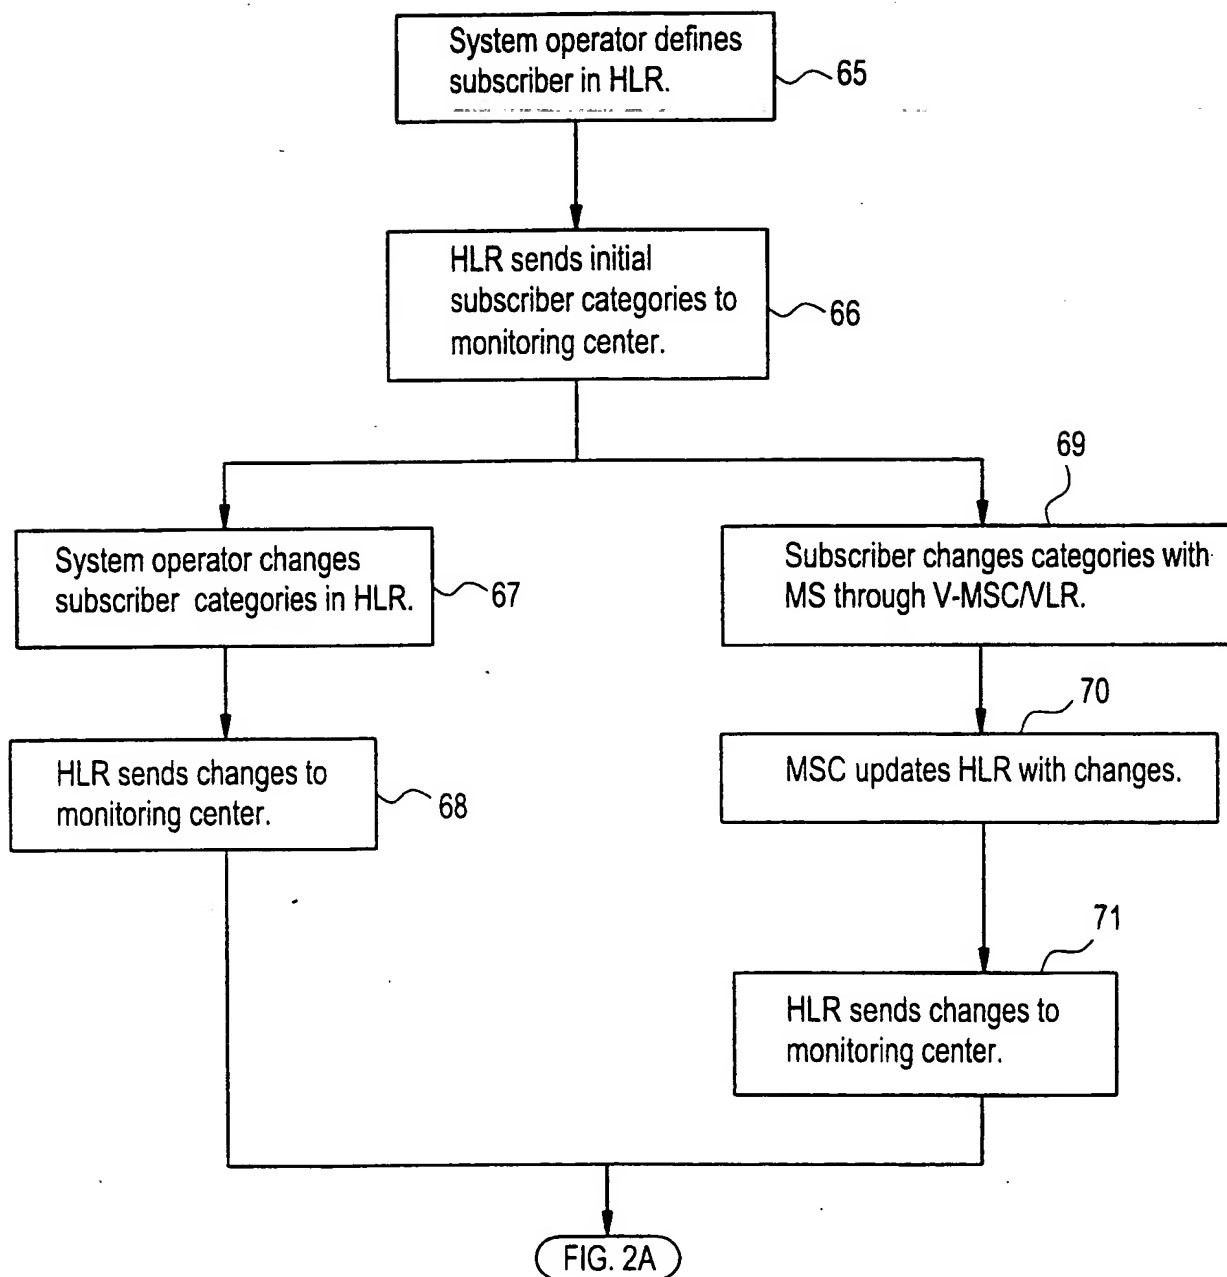 System operator defines
subscriber in HLR.
65
HLR sends initial
subscriber categories to
monitoring center.
66
69
System operator changes
subscriber categories in HLR.
67
Subscriber changes categories with
MS through V-MSC/VLR.
70
HLR sends changes to
monitoring center.
68
MSC updates HLR with changes.
71
HLR sends changes to
monitoring center.
FIG. 2A